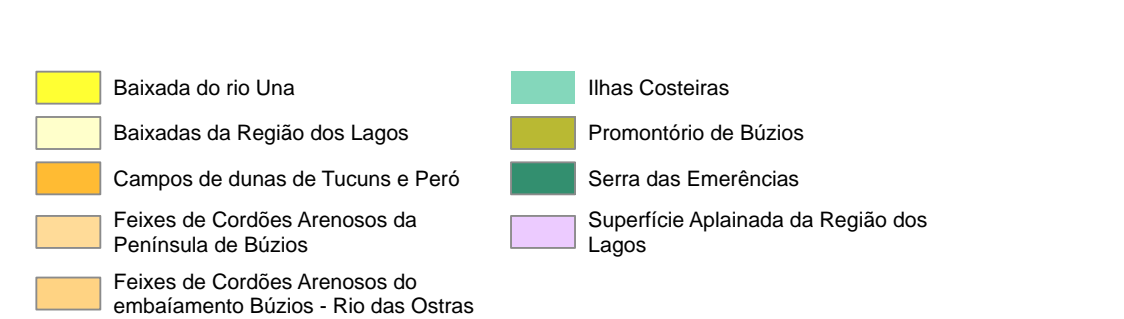 Baixada do rio Una
Baixadas da Região dos Lagos
Campos de dunas de Tucuns e Peró
Feixes de Cordões Arenosos da
Península de Búzios
Feixes de Cordões Arenosos do
embaíamento Búzios - Rio das Ostras
Ilhas Costeiras
Promontório de Búzios
Serra das Emerências
Superfície Aplainada da Região dos
Lagos